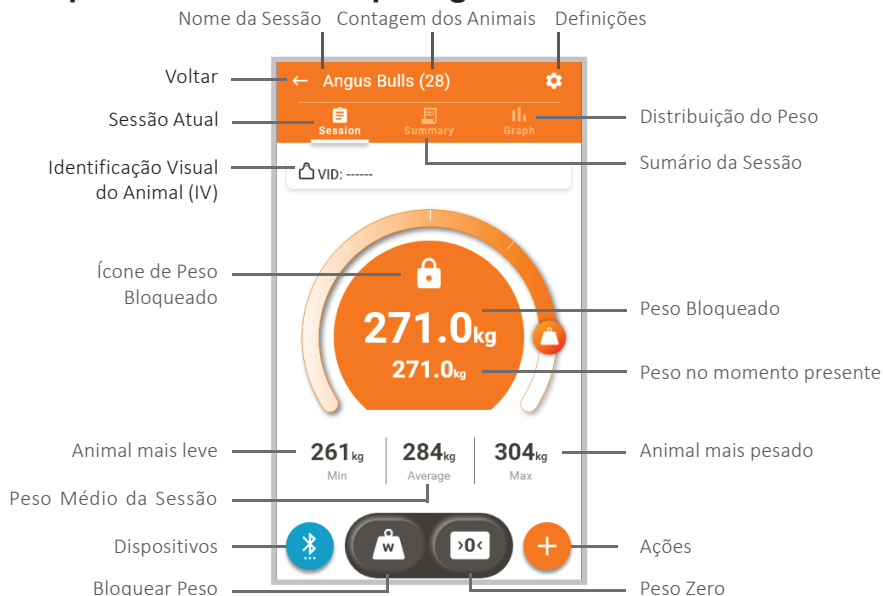 Nome da Sessão Contagem dos Animais Definições
Voltar
Angus Bulls (28)
Sessão Atual
Session
Summary
Graph
Distribuição do Peso
Sumário da Sessão
Identificação Visual
do Animal (IV)
VID: ------
Ícone de Peso
Bloqueado
271.0kg
Peso Bloqueado
271.0kg
Peso no momento presente
Animal mais leve
261kg
Min
284kg
Average
304kg
Max
Animal mais pesado
Peso Médio da Sessão
Dispositivos
W
>0<
Ações
Bloquear Peso
Peso Zero